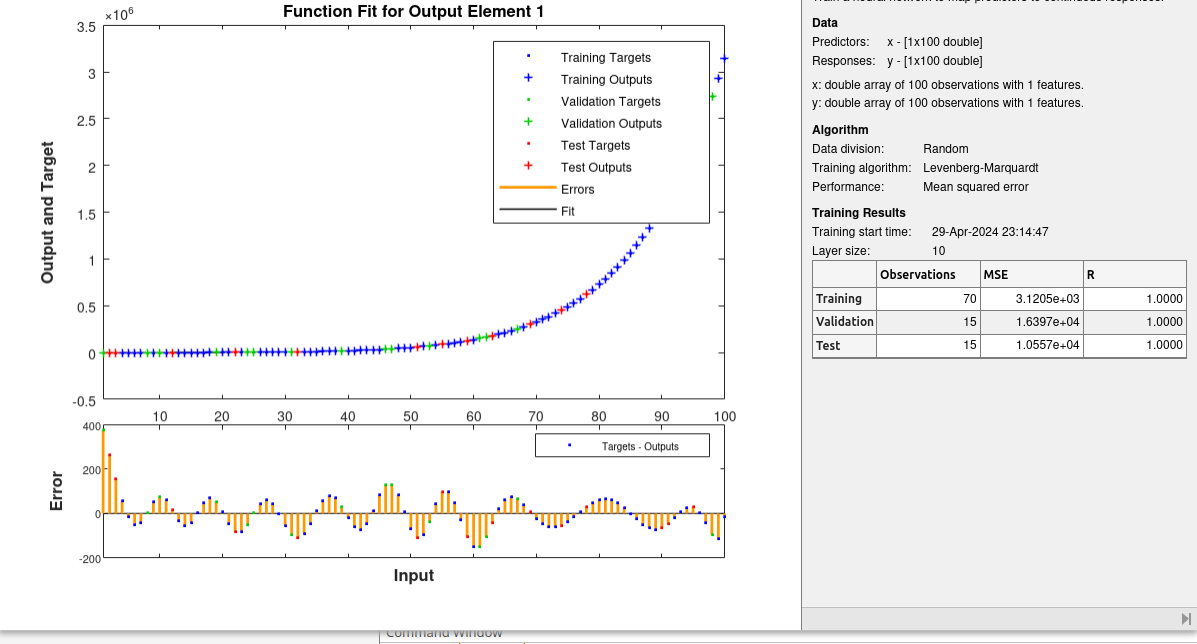 Function Fit for Output Element 1
×10⁶
3.5
3
2.5
2
1.5
1
0.5
0
-0.5
Output and Target
Training Targets
Training Outputs
Validation Targets
Validation Outputs
Test Targets
Test Outputs
Errors
Fit
10 20 30 40 50 60 70 80 90 100
400
200
0
-200
Error
Targets - Outputs
Input
Data
Predictors: x - [1x100 double]
Responses: y - [1x100 double]
x: double array of 100 observations with 1 features.
y: double array of 100 observations with 1 features.
Algorithm
Data division: Random
Training algorithm: Levenberg-Marquardt
Performance: Mean squared error
Training Results
Training start time: 29-Apr-2024 23:14:47
Layer size: 10
Observations MSE R
Training 70 3.1205e+03 1.0000
Validation 15 1.6397e+04 1.0000
Test 15 1.0557e+04 1.0000
Command Window